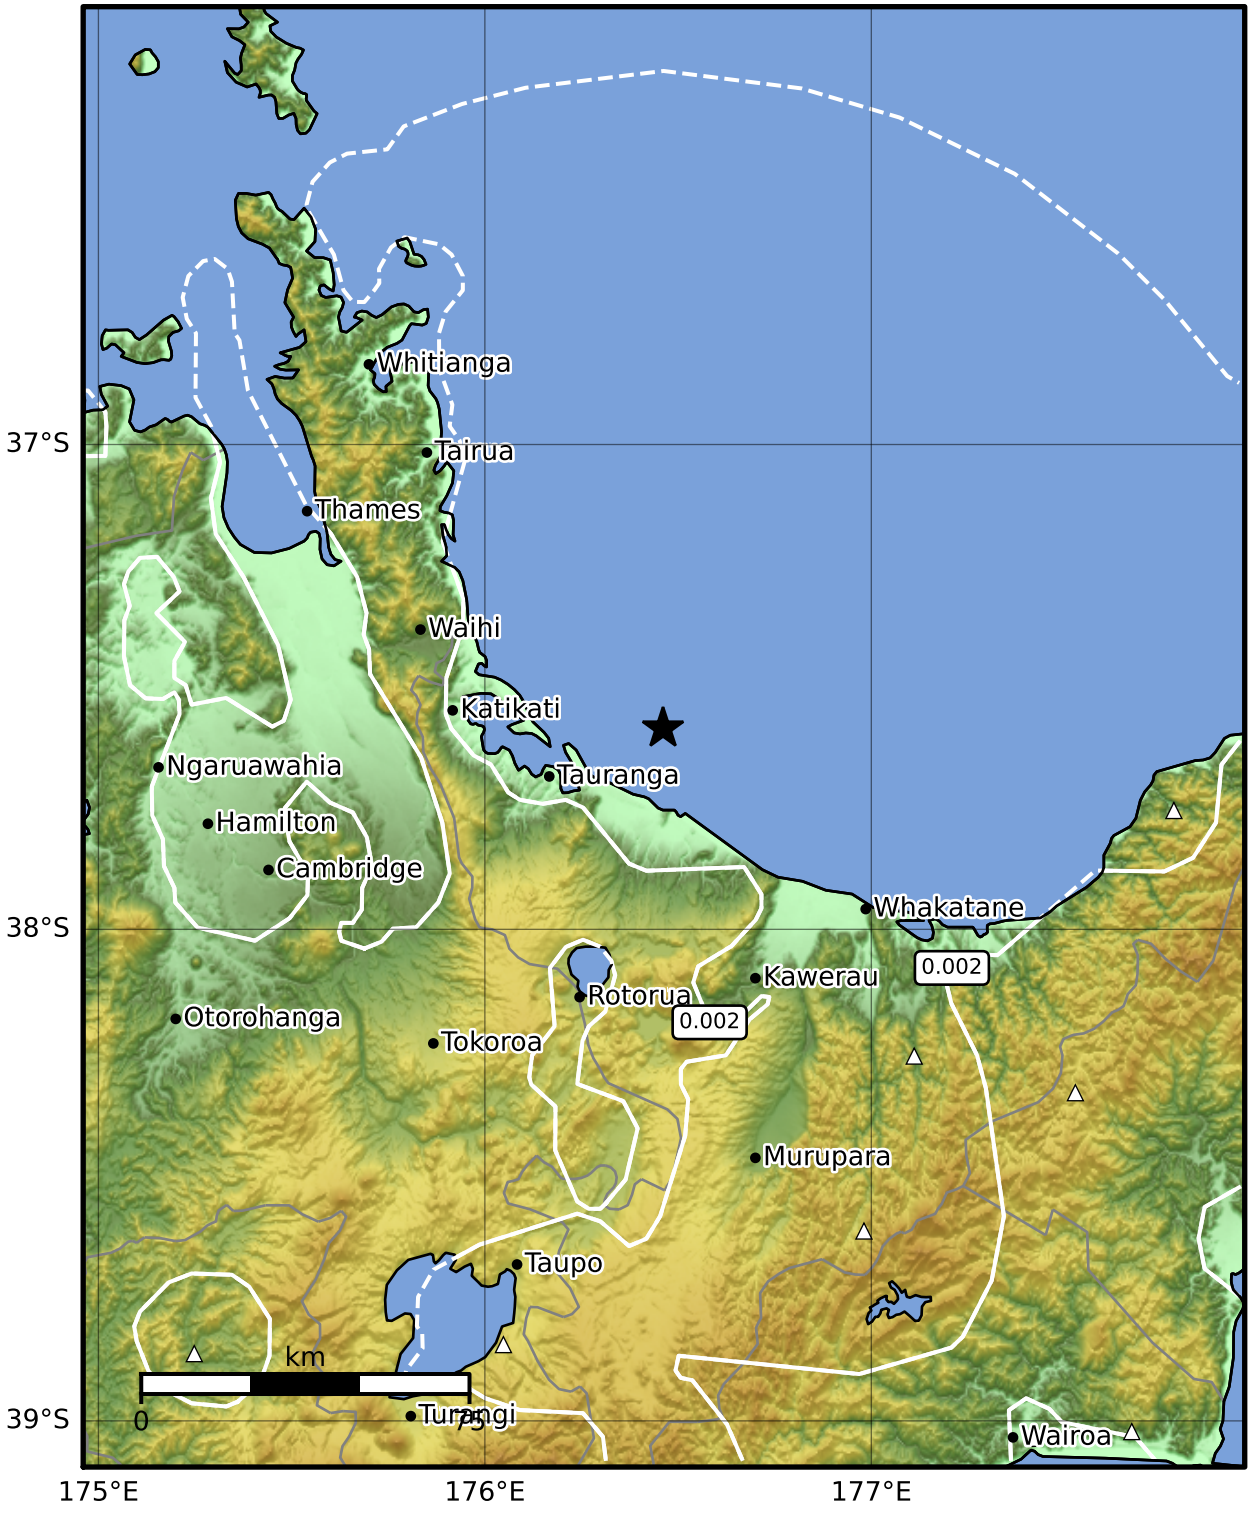 Whitianga
37°S
Tairua
Thames
Waihi
Katikati
Ngaruawahia
Tauranga
Hamilton
Cambridge
Whakatane
38°S
0.002
Kawerau
Rotorua
Otorohanga
0.002
Tokoroa
Murupara
Taupo
km
0
75
Turangi
39°S
Wairoa
175°E
176°E
177°E